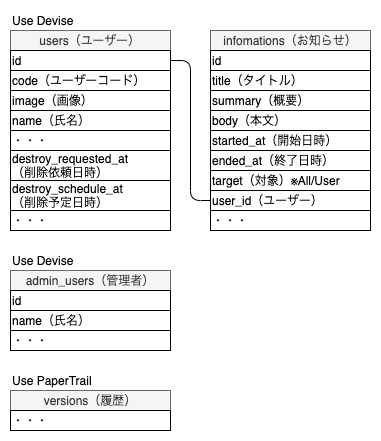 Use Devise
users（ユーザー）
id
code（ユーザーコード）
image（画像）
name（氏名）
・・・
destroy_requested_at
（削除依頼日時）
destroy_schedule_at
（削除予定日時）
・・・
infomations（お知らせ）
id
title（タイトル）
summary（概要）
body（本文）
started_at（開始日時）
ended_at（終了日時）
target（対象）※All/User
user_id（ユーザー）
・・・
Use Devise
admin_users（管理者）
id
name（氏名）
・・・
Use PaperTrail
versions（履歴）
・・・